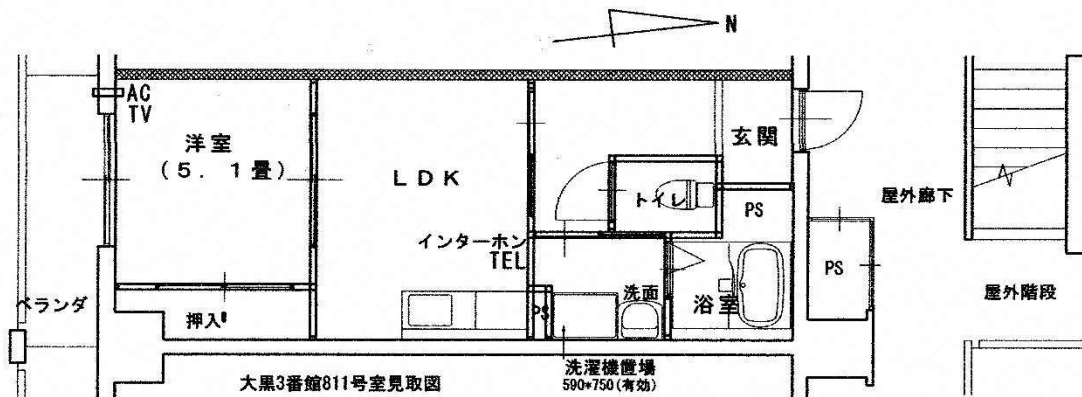 N
AC
TV
洋室
(5.1畳)
LDK
玄関
トイレ
PS
屋外廊下
インターホン
TEL
PS
ベランダ
押入
PS
洗面
浴室
屋外階段
洗濯機置場
590*750(有効)
大黒3番館811号室見取図